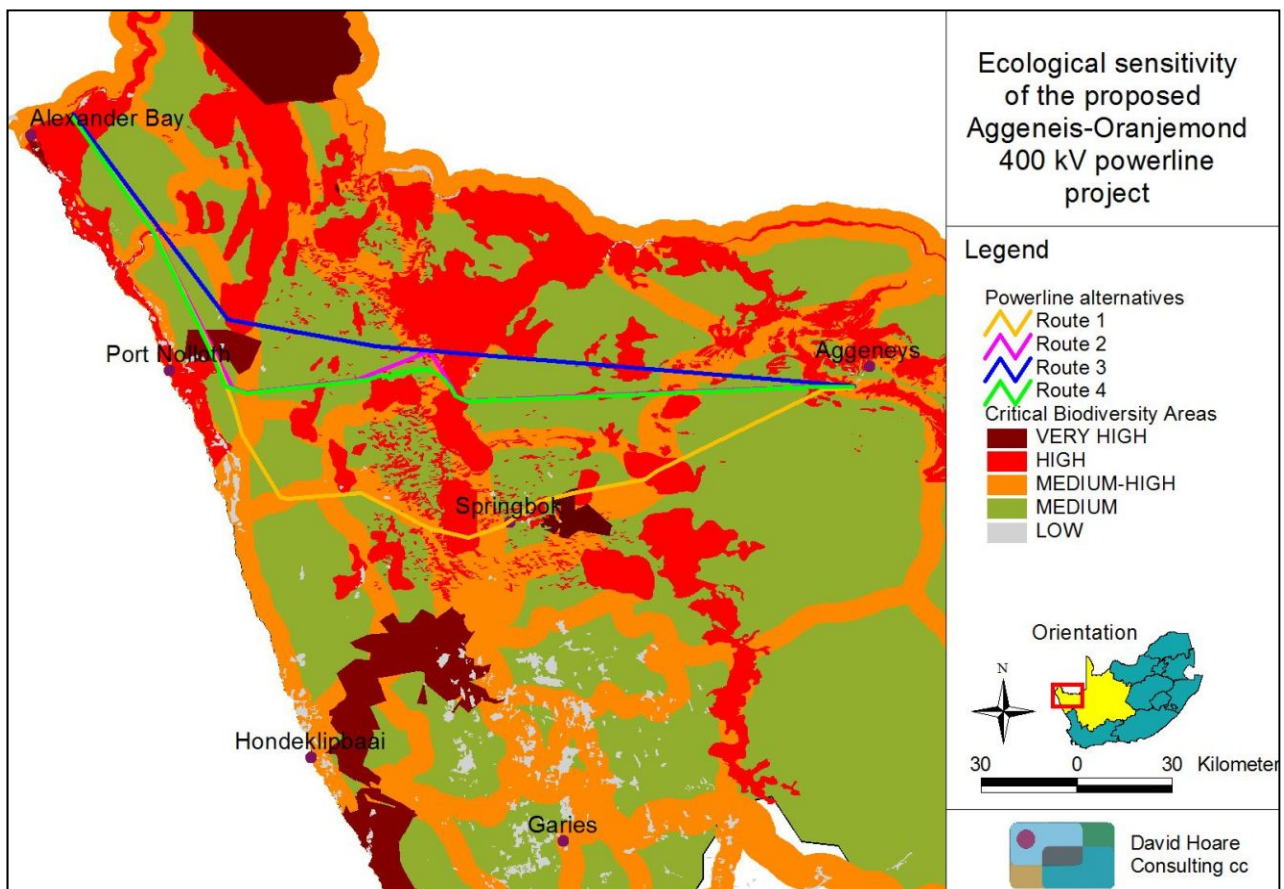 Ecological sensitivity
of the proposed
Aggeneis-Oranjemond
400 kV powerline
project
Legend
Powerline alternatives
Route 1
Route 2
Route 3
Route 4
Critical Biodiversity Areas
VERY HIGH
HIGH
MEDIUM-HIGH
MEDIUM
LOW
Orientation
N
30 0 30 Kilometer
David Hoare
Consulting cc
Alexander Bay
Port Nolloth
Aggeneys
Springbok
Hondeklipbaai
Garies